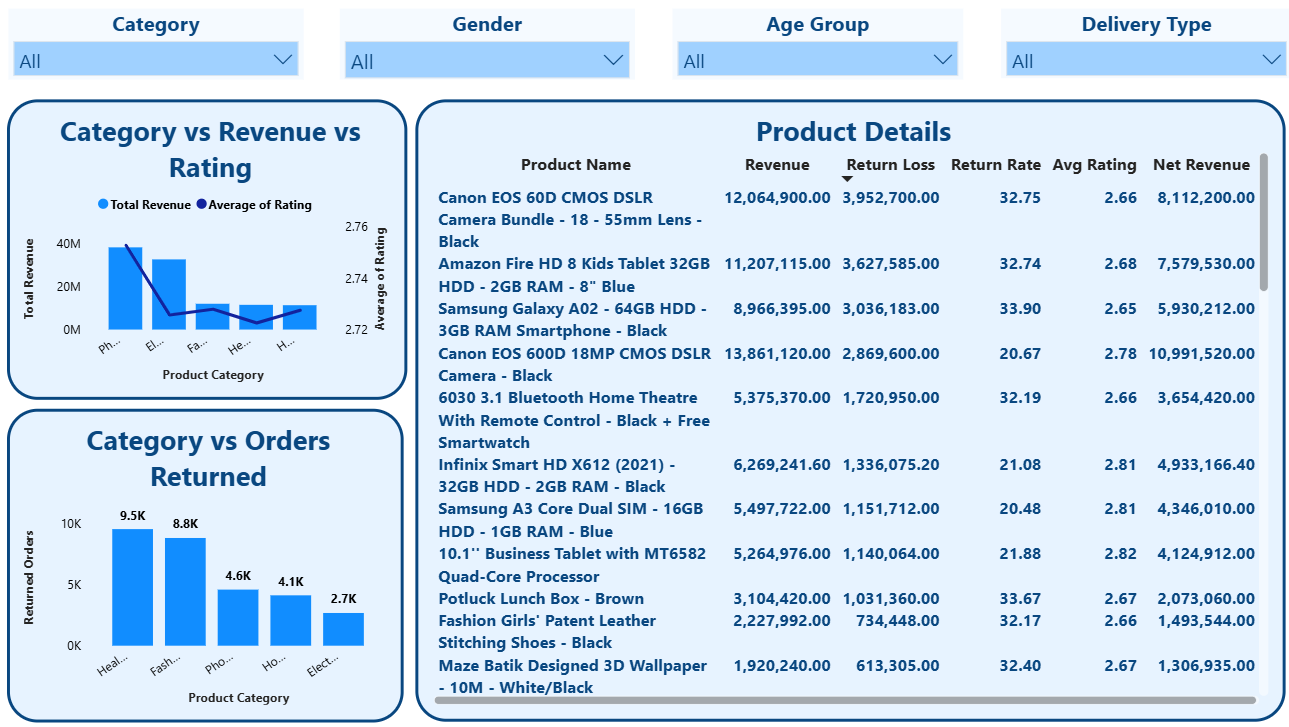 Category
Gender
Age Group
Delivery Type
All
All
All
All
Category vs Revenue vs
Rating
Total Revenue
Average of Rating
Total Revenue
40M
20M
0M
2.76
2.74
2.72
Average of Rating
Ph...
El...
Fa...
He...
H...
Product Category
Category vs Orders
Returned
Returned Orders
10K
5K
0K
9.5K
8.8K
4.6K
4.1K
2.7K
Heal...
Fash...
Pho...
Ho...
Elect...
Product Category
Product Details
Product Name Revenue Return Loss Return Rate Avg Rating Net Revenue
Canon EOS 60D CMOS DSLR 12,064,900.00 3,952,700.00 32.75 2.66 8,112,200.00
Camera Bundle - 18 - 55mm Lens -
Black
Amazon Fire HD 8 Kids Tablet 32GB 11,207,115.00 3,627,585.00 32.74 2.68 7,579,530.00
HDD - 2GB RAM - 8" Blue
Samsung Galaxy A02 - 64GB HDD - 8,966,395.00 3,036,183.00 33.90 2.65 5,930,212.00
3GB RAM Smartphone - Black
Canon EOS 600D 18MP CMOS DSLR 13,861,120.00 2,869,600.00 20.67 2.78 10,991,520.00
Camera - Black
6030 3.1 Bluetooth Home Theatre 5,375,370.00 1,720,950.00 32.19 2.66 3,654,420.00
With Remote Control - Black + Free
Smartwatch
Infinix Smart HD X612 (2021) - 6,269,241.60 1,336,075.20 21.08 2.81 4,933,166.40
32GB HDD - 2GB RAM - Black
Samsung A3 Core Dual SIM - 16GB 5,497,722.00 1,151,712.00 20.48 2.81 4,346,010.00
HDD - 1GB RAM - Blue
10.1'' Business Tablet with MT6582 5,264,976.00 1,140,064.00 21.88 2.82 4,124,912.00
Quad-Core Processor
Potluck Lunch Box - Brown 3,104,420.00 1,031,360.00 33.67 2.67 2,073,060.00
Fashion Girls' Patent Leather 2,227,992.00 734,448.00 32.17 2.66 1,493,544.00
Stitching Shoes - Black
Maze Batik Designed 3D Wallpaper 1,920,240.00 613,305.00 32.40 2.67 1,306,935.00
- 10M - White/Black